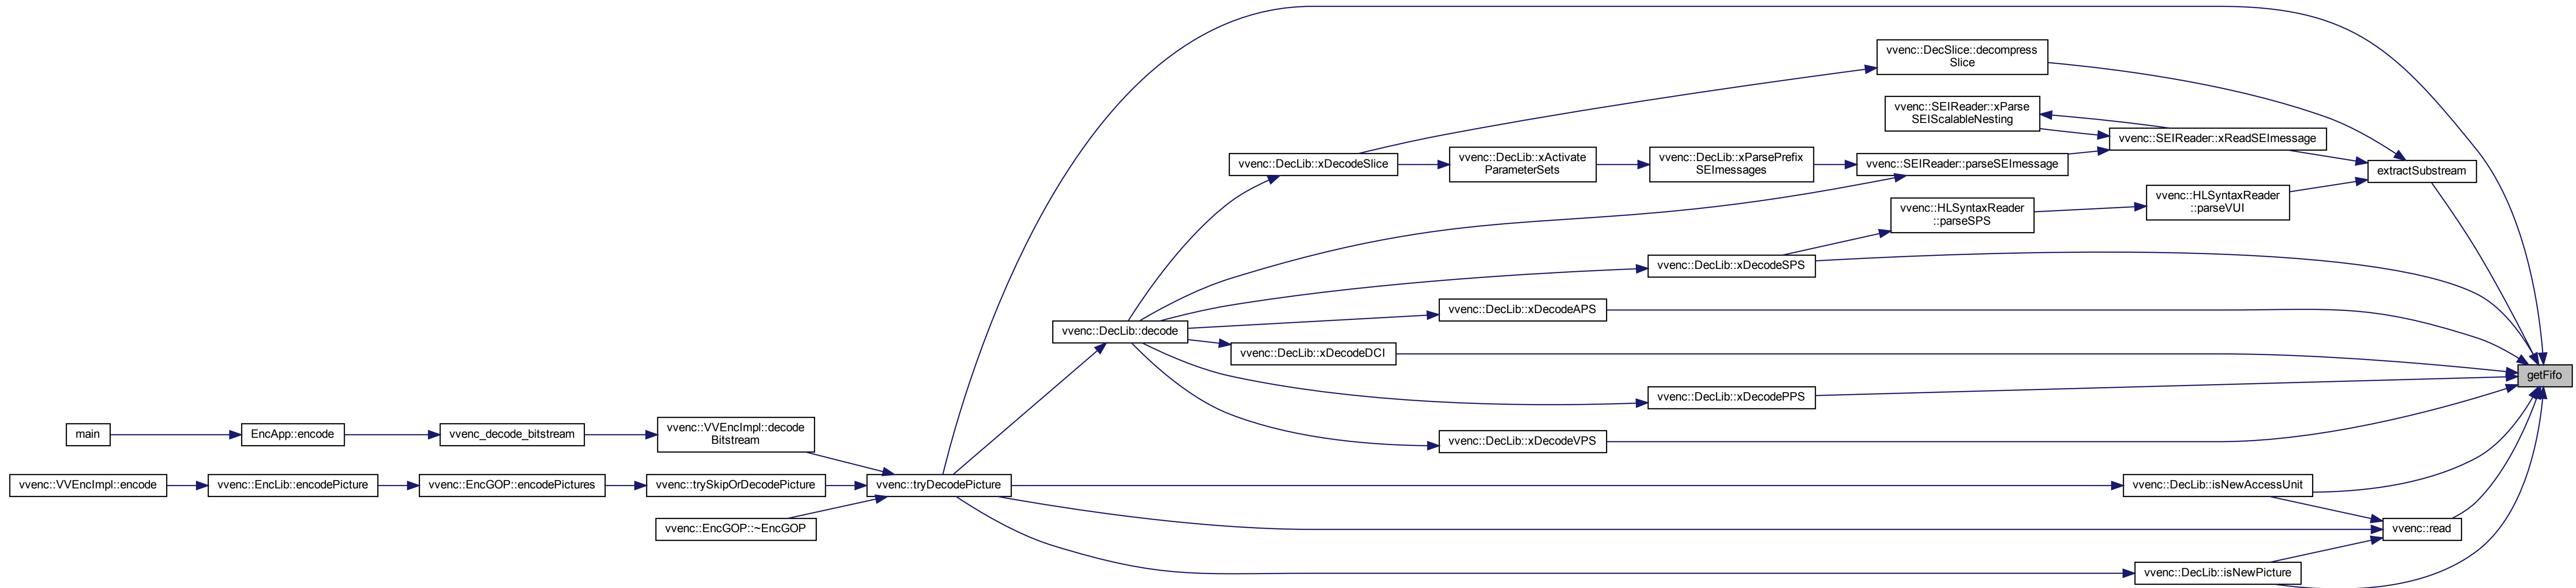 vvenc::DecSlice::decompress
Slice
vvenc::SEIReader::xParse
SEIScalableNesting
vvenc::SEIReader::xReadSEImessage
vvenc::DecLib::xDecodeSlice
vvenc::DecLib::xActivate
ParameterSets
vvenc::DecLib::xParsePrefix
SEImessages
vvenc::SEIReader::parseSEImessage
extractSubstream
vvenc::HLSyntaxReader
::parseVUI
vvenc::HLSyntaxReader
::parseSPS
vvenc::DecLib::xDecodeSPS
vvenc::DecLib::xDecodeAPS
vvenc::DecLib::decode
vvenc::DecLib::xDecodeDCI
getFifo
vvenc::DecLib::xDecodePPS
main
EncApp::encode
vvenc_decode_bitstream
vvenc::VVEncImpl::decode
Bitstream
vvenc::DecLib::xDecodeVPS
vvenc::VVEncImpl::encode
vvenc::EncLib::encodePicture
vvenc::EncGOP::encodePictures
vvenc::trySkipOrDecodePicture
vvenc::tryDecodePicture
vvenc::DecLib::isNewAccessUnit
vvenc::EncGOP::~EncGOP
vvenc::read
vvenc::DecLib::isNewPicture